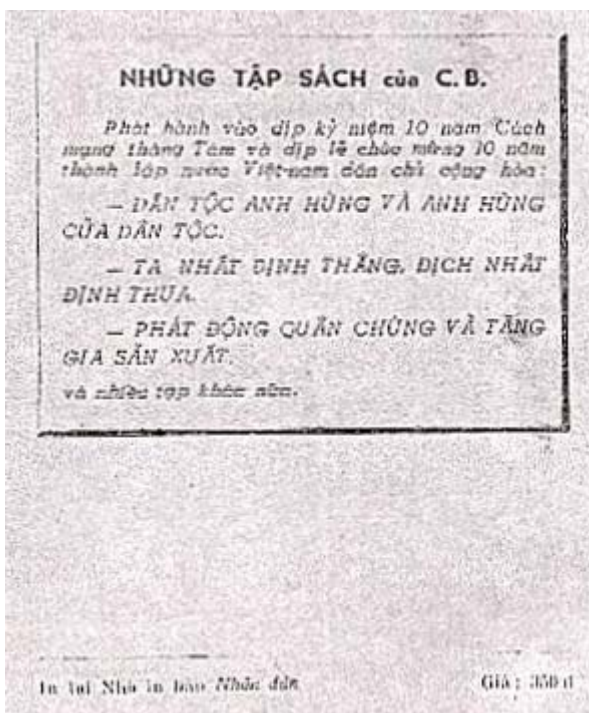 NHỮNG TẬP SÁCH của C.B.
Phát hành vào dịp kỷ niệm 10 năm Cách
mạng tháng Tám và dịp lễ chúc mừng 10 năm
thành lập nước Việt-nam dân chủ cộng hòa:
— DÂN TỘC ANH HÙNG VÀ ANH HÙNG
CỦA DÂN TỘC.
— TA NHẤT ĐỊNH THẮNG, ĐỊCH NHẤT
ĐỊNH THUA.
— PHÁT ĐỘNG QUẦN CHÚNG VÀ TĂNG
GIA SẢN XUẤT.
và nhiều tập khác nữa.
In tại Nhà in báo Nhân dân
Giá: 350đ